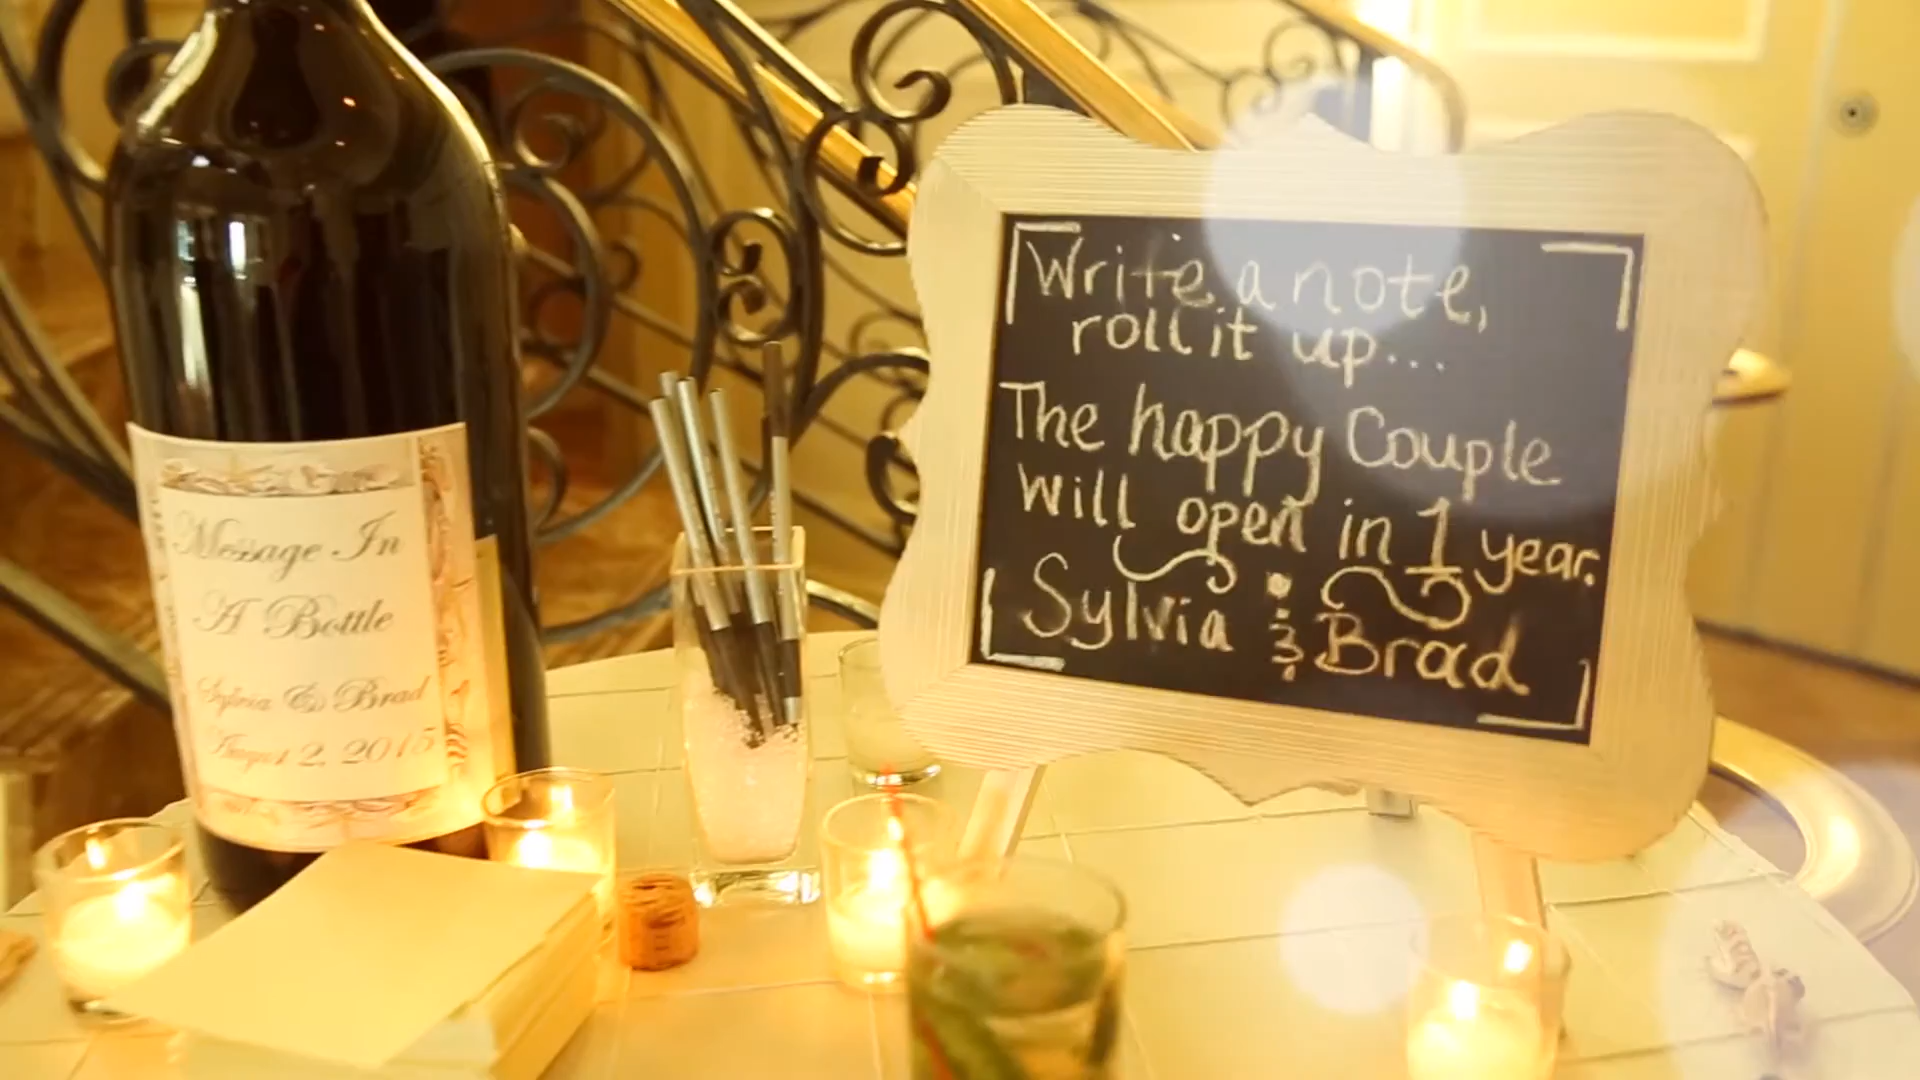 Message In
A Bottle
Sylvia & Brad
August 2, 2015
Write a note,
roll it up...
The happy Couple
will open in 1 year.
Sylvia & Brad